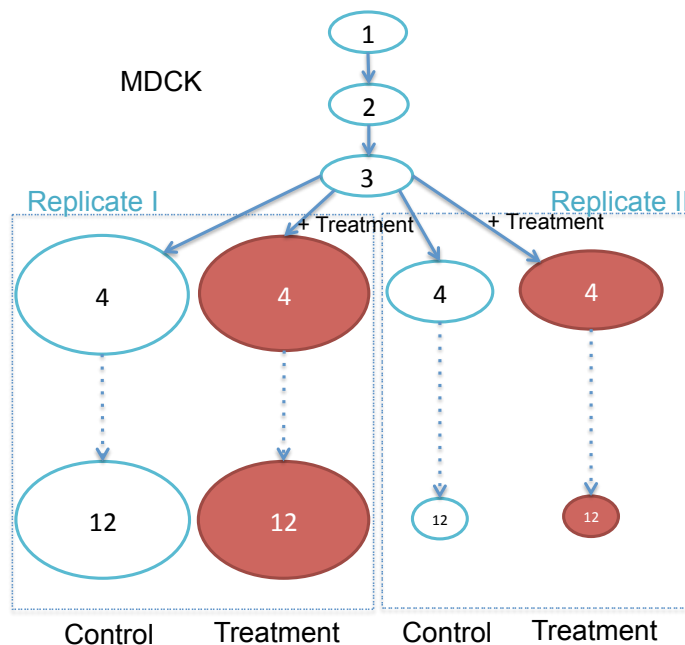 1
MDCK
2
3
Replicate I
Replicate II
+ Treatment
+ Treatment
4
4
4
4
12
12
12
12
Control
Treatment
Control
Treatment